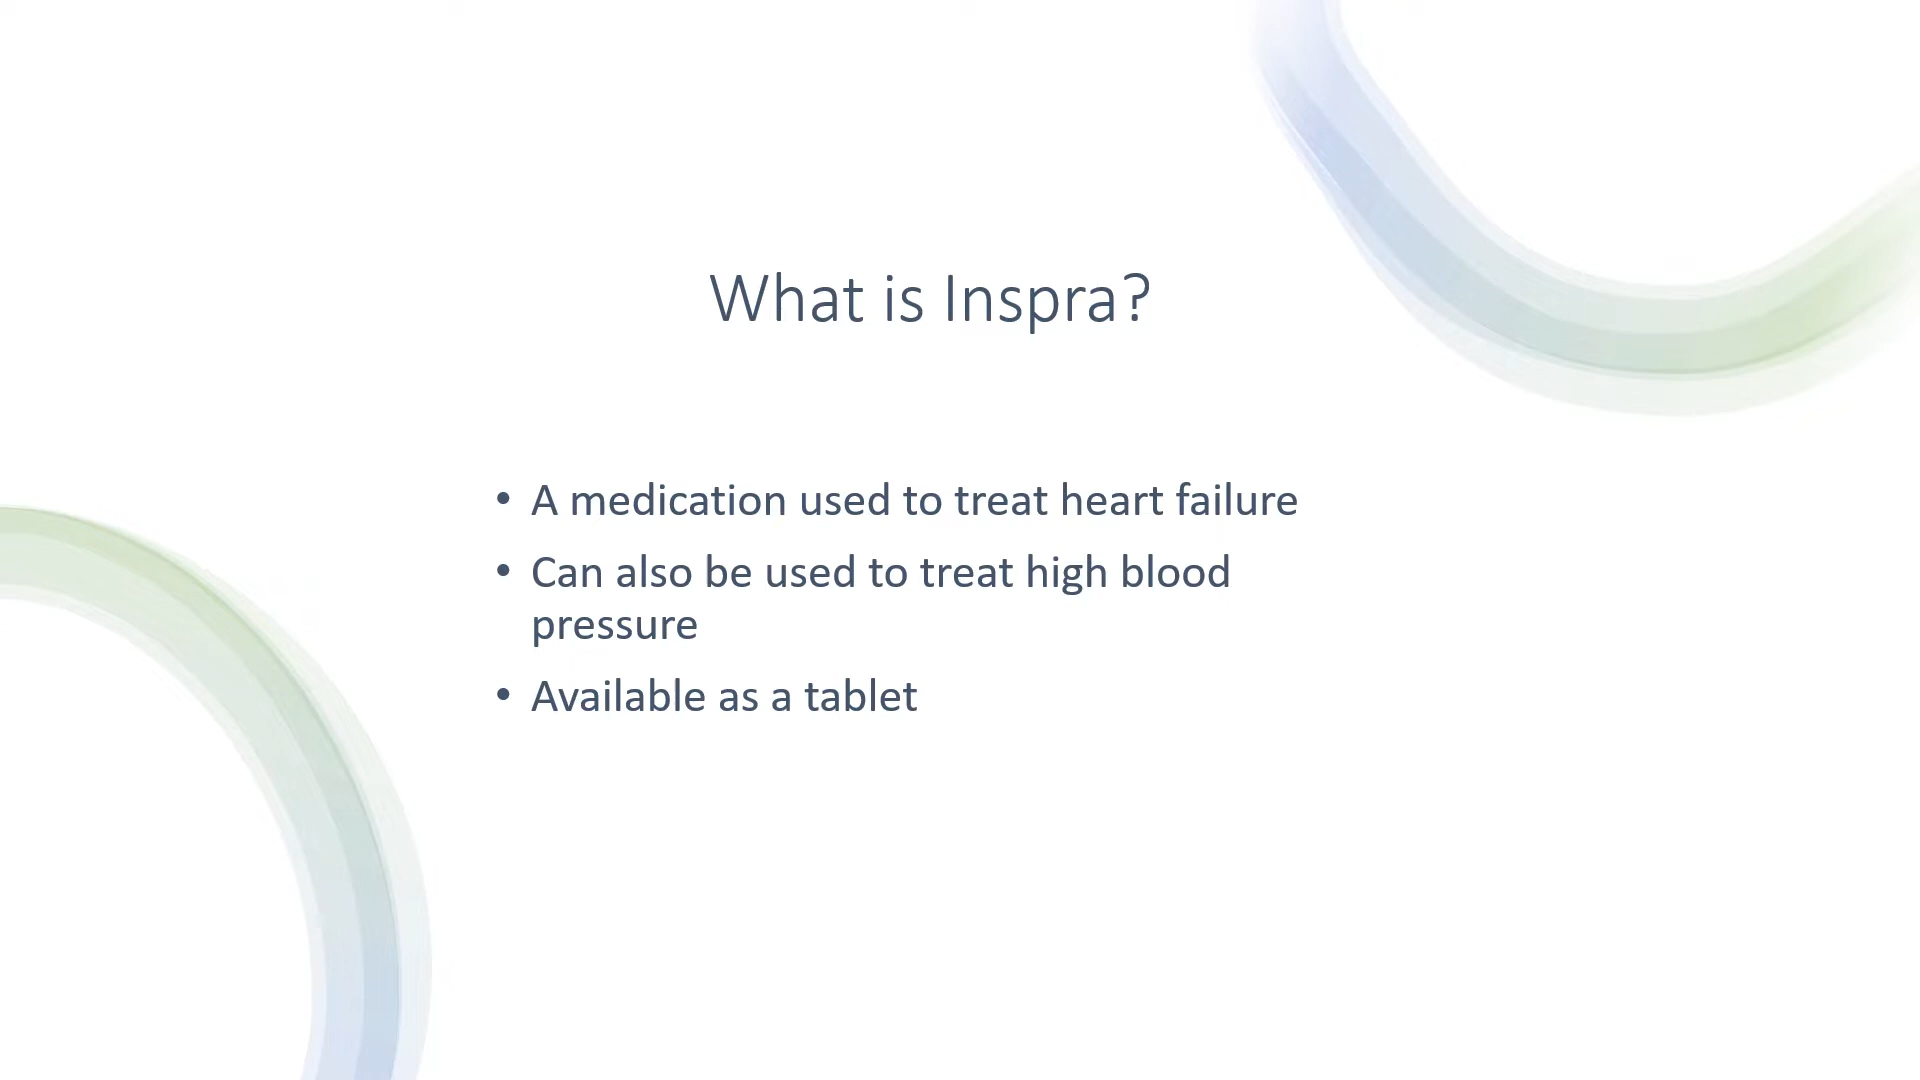 What is Inspra?
• A medication used to treat heart failure
• Can also be used to treat high blood
pressure
• Available as a tablet